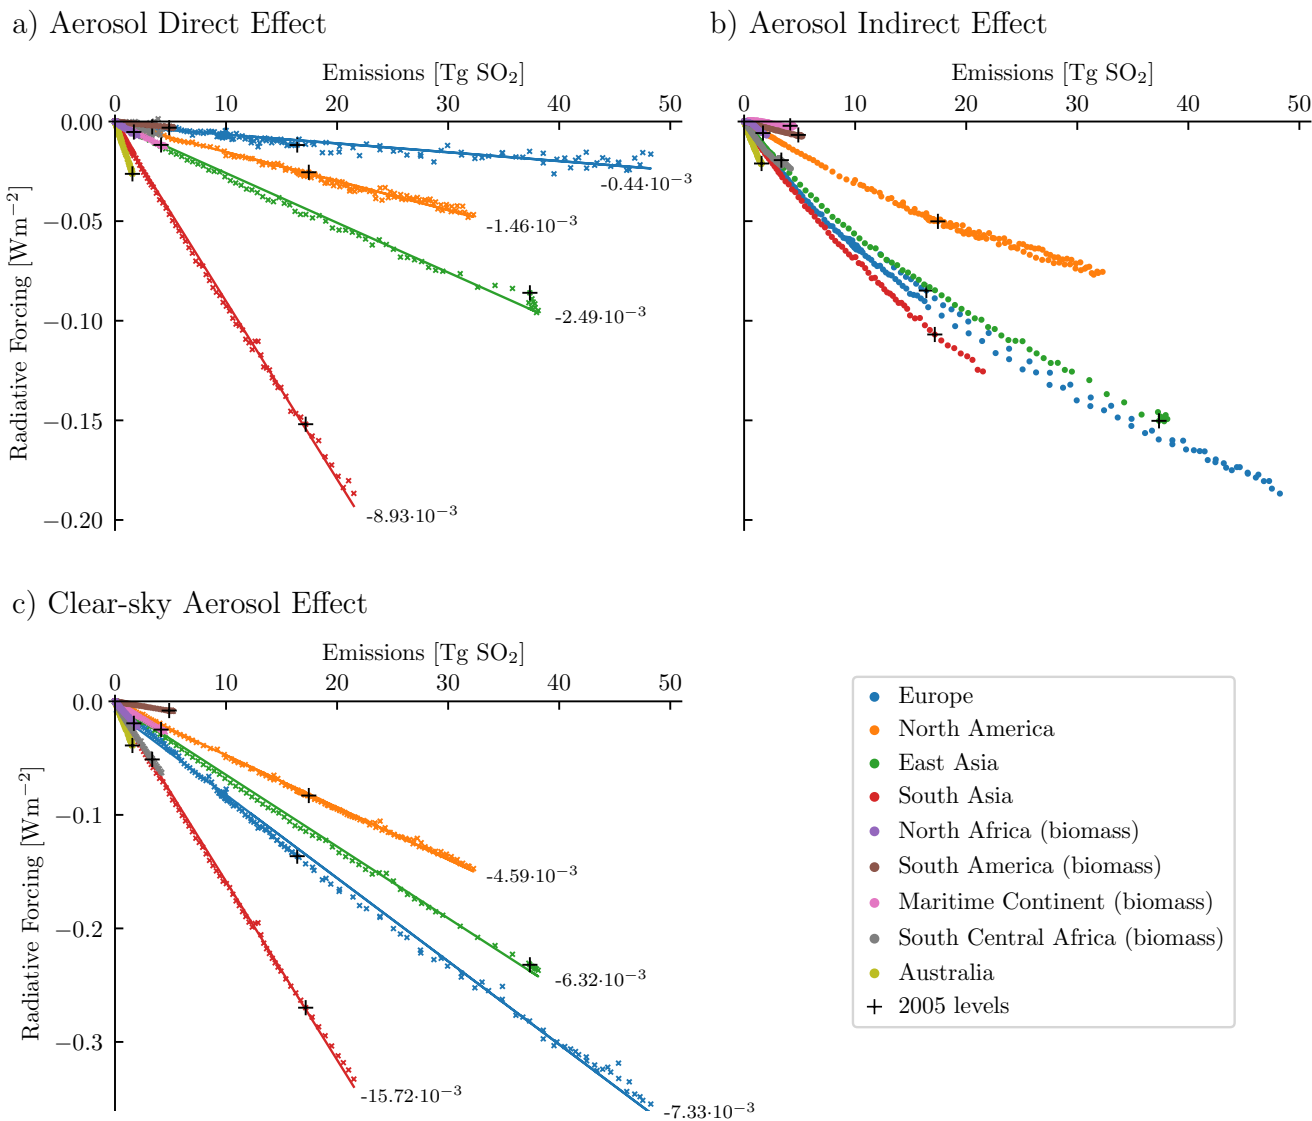 a) Aerosol Direct Effect
Emissions [Tg SO₂]
0 10 20 30 40 50
0.00
−0.05
−0.10
−0.15
−0.20
Radiative Forcing [Wm⁻²]
-0.44·10⁻³
-1.46·10⁻³
-2.49·10⁻³
-8.93·10⁻³
b) Aerosol Indirect Effect
Emissions [Tg SO₂]
0 10 20 30 40 50
c) Clear-sky Aerosol Effect
Emissions [Tg SO₂]
0 10 20 30 40 50
0.0
−0.1
−0.2
−0.3
Radiative Forcing [Wm⁻²]
-4.59·10⁻³
-6.32·10⁻³
-15.72·10⁻³
-7.33·10⁻³
Europe
North America
East Asia
South Asia
North Africa (biomass)
South America (biomass)
Maritime Continent (biomass)
South Central Africa (biomass)
Australia
2005 levels